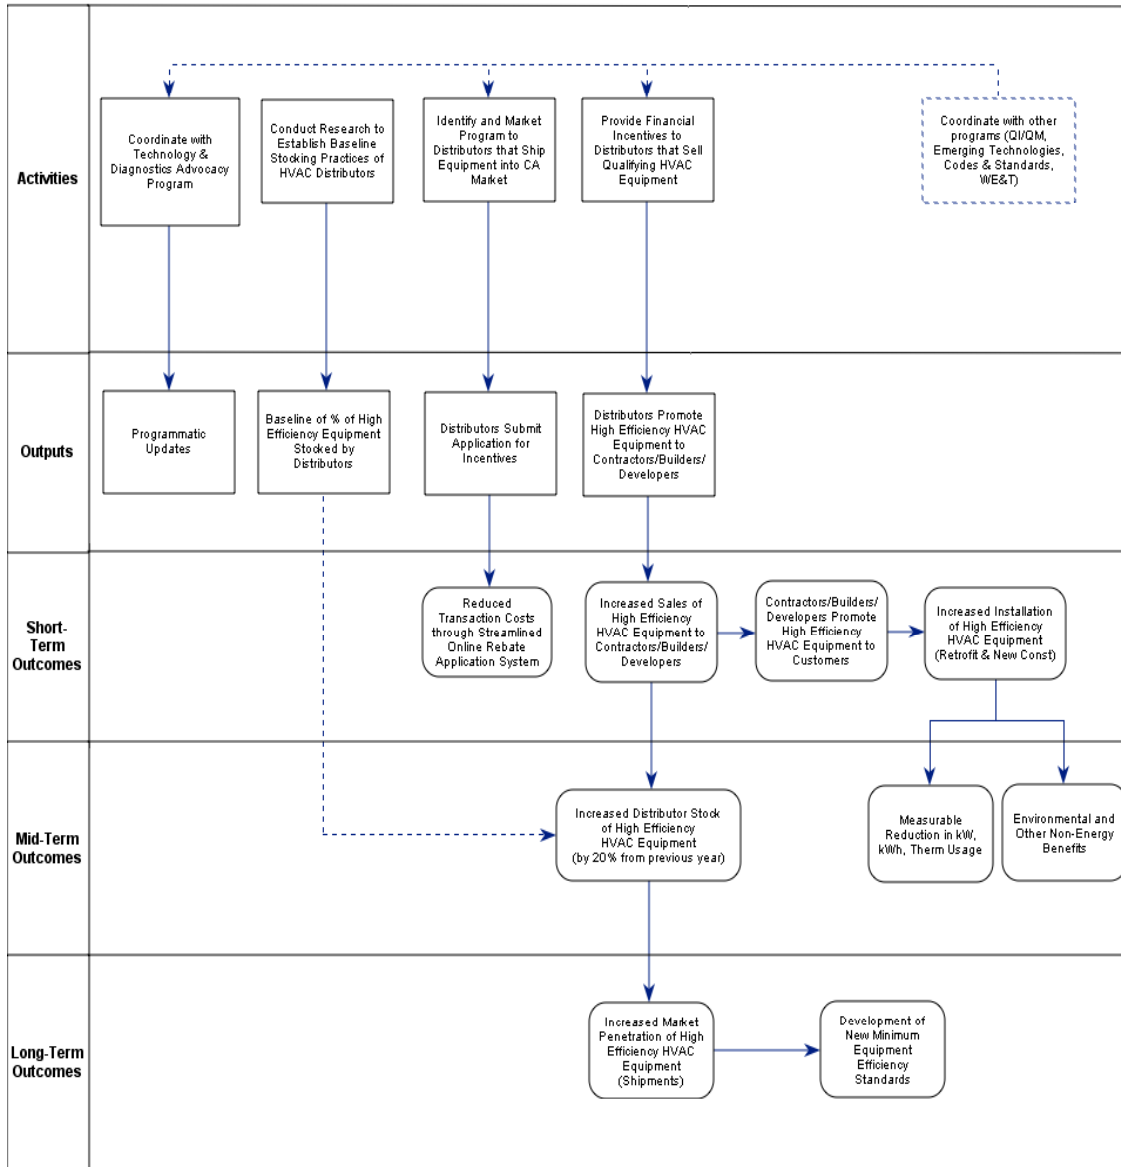 Activities
Coordinate with
Technology &
Diagnostics Advocacy
Program
Conduct Research to
Establish Baseline
Stocking Practices of
HVAC Distributors
Identify and Market
Program to
Distributors that Ship
Equipment into CA
Market
Provide Financial
Incentives to
Distributors that Sell
Qualifying HVAC
Equipment
Coordinate with other
programs (QI/QM,
Emerging Technologies,
Codes & Standards,
WE&T)
Outputs
Programmatic
Updates
Baseline of % of High
Efficiency Equipment
Stocked by
Distributors
Distributors Submit
Application for
Incentives
Distributors Promote
High Efficiency HVAC
Equipment to
Contractors/Builders/
Developers
Short-
Term
Outcomes
Reduced
Transaction Costs
through Streamlined
Online Rebate
Application System
Increased Sales of
High Efficiency
HVAC Equipment to
Contractors/Builders/
Developers
Contractors/Builders/
Developers Promote
High Efficiency
HVAC Equipment to
Customers
Increased Installation
of High Efficiency
HVAC Equipment
(Retrofit & New Const)
Mid-Term
Outcomes
Increased Distributor Stock
of High Efficiency
HVAC Equipment
(by 20% from previous year)
Measurable
Reduction in kW,
kWh, Therm Usage
Environmental and
Other Non-Energy
Benefits
Long-Term
Outcomes
Increased Market
Penetration of High
Efficiency HVAC
Equipment
(Shipments)
Development of
New Minimum
Equipment
Efficiency
Standards